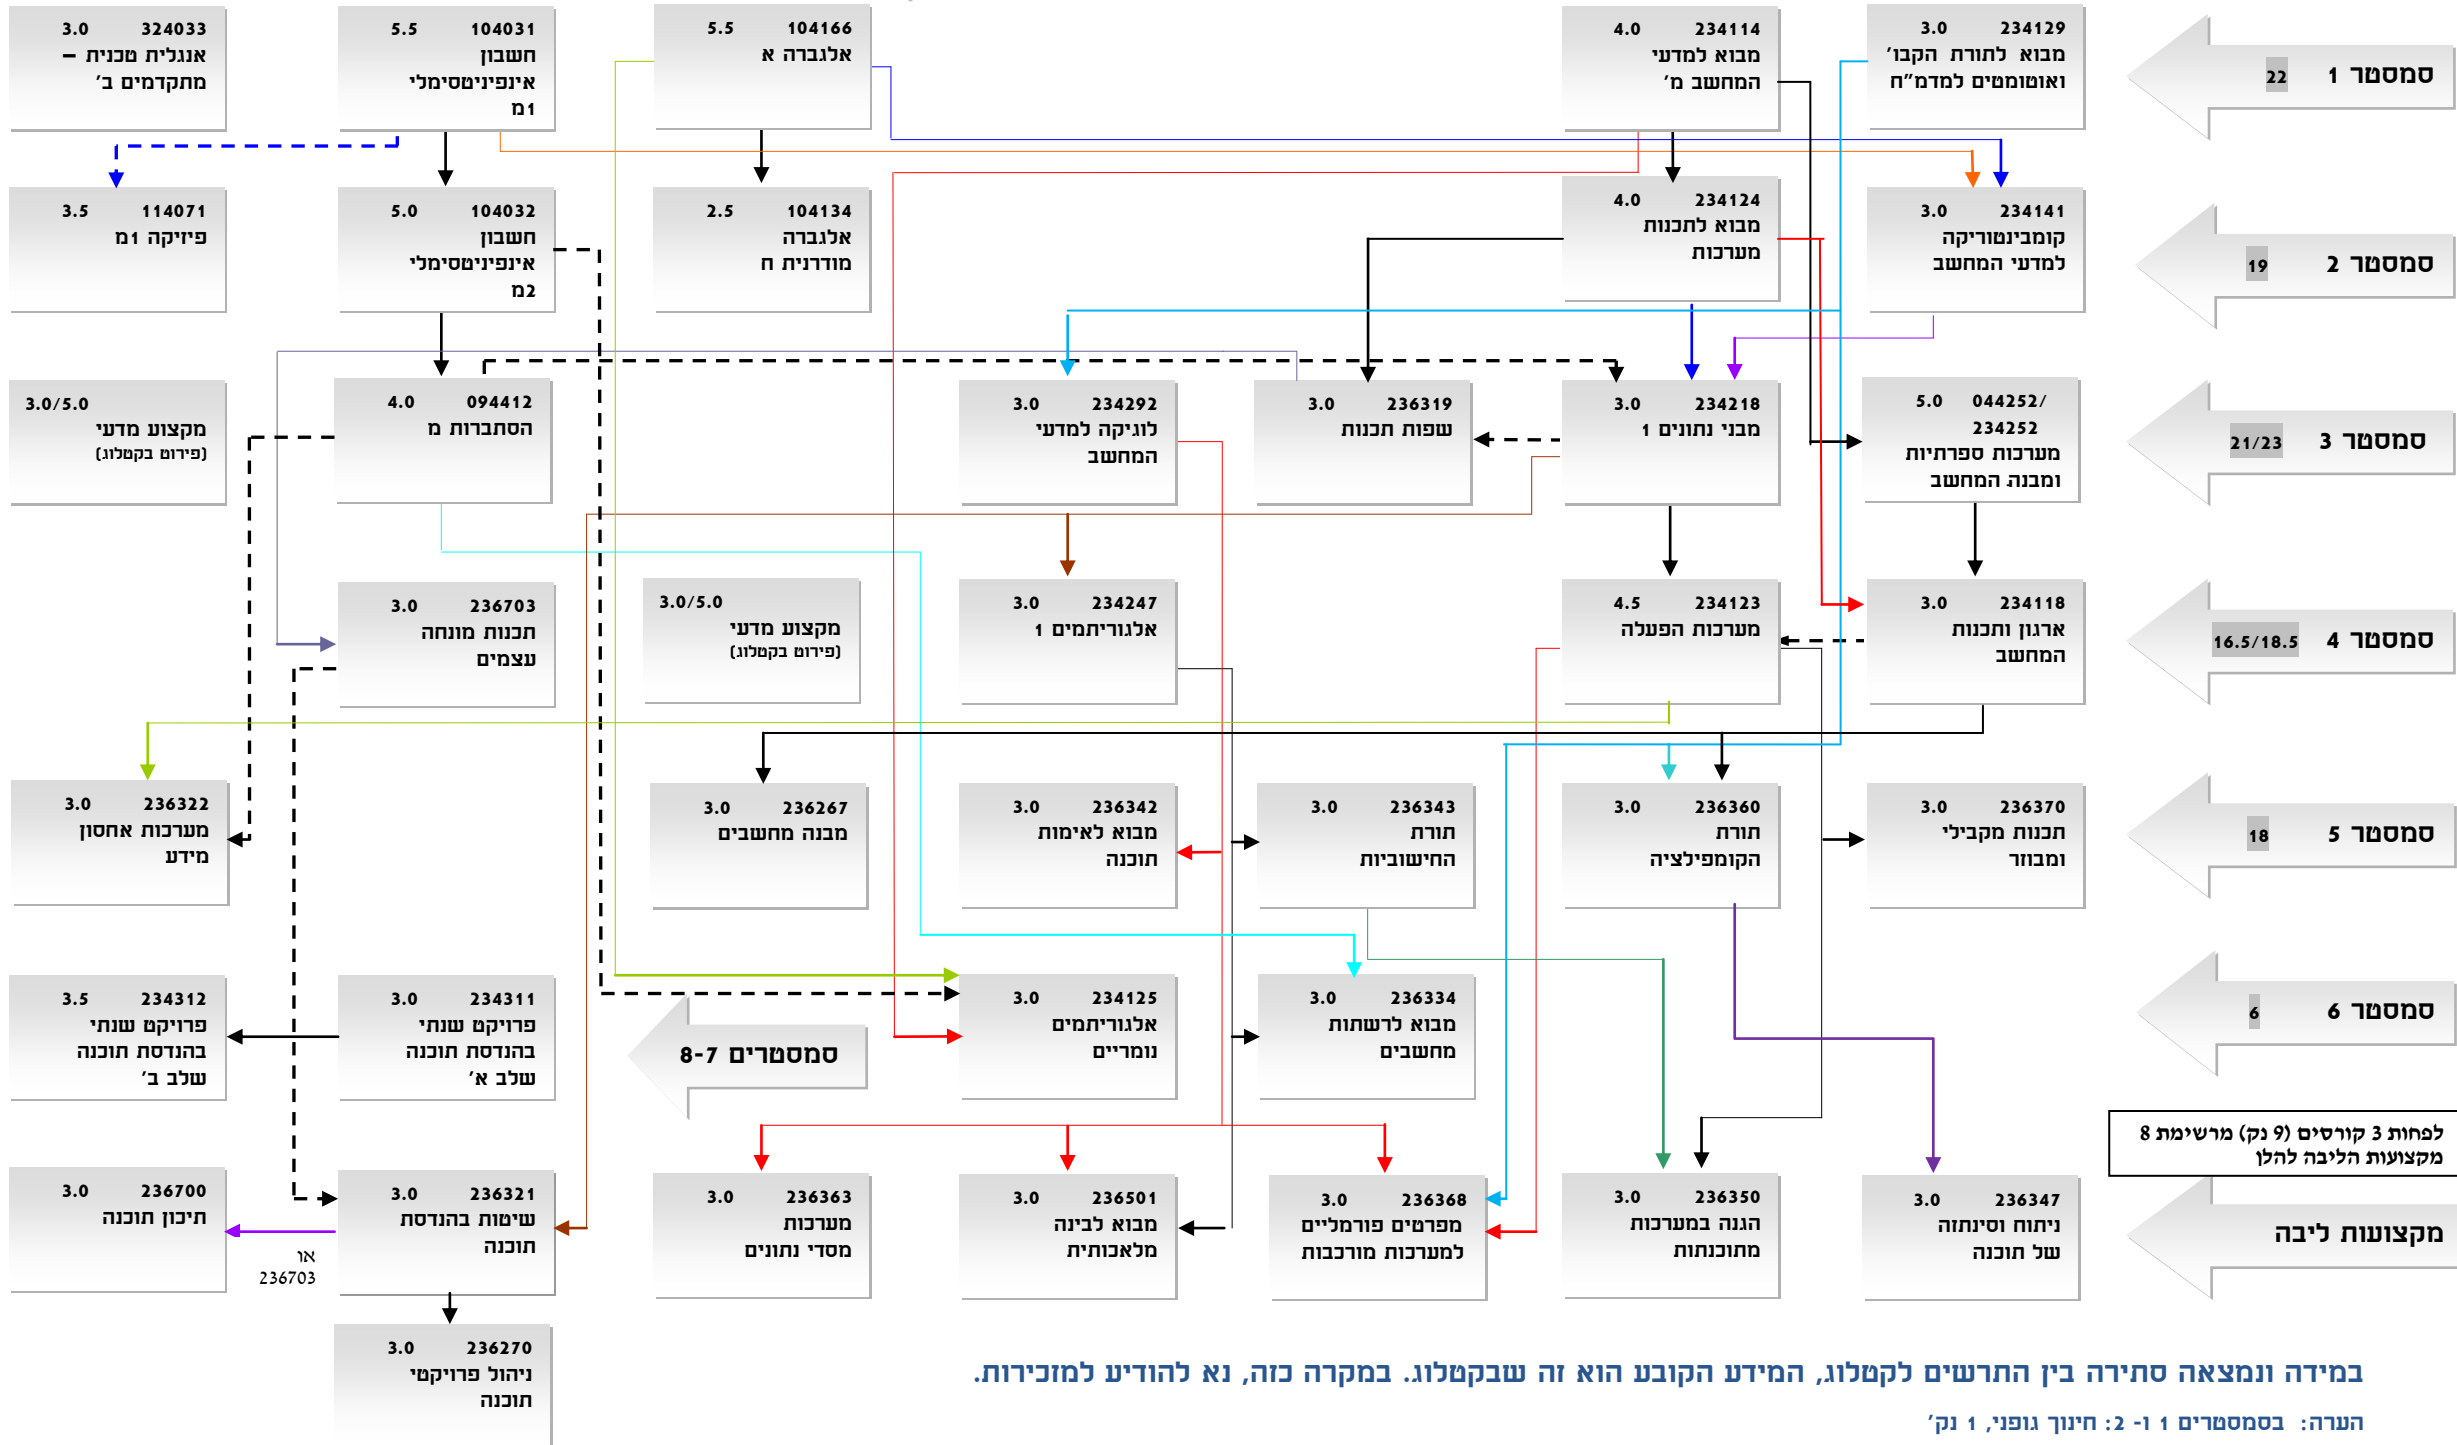 סמסטר 1 22
234129 3.0
מבוא לתורת הקבו'
ואוטומטים למדמ"ח
234114 4.0
מבוא למדעי
המחשב מ'
104166 5.5
אלגברה א
104031 5.5
חשבון
אינפיניטסימלי
1מ
324033 3.0
אנגלית טכנית –
מתקדמים ב'
סמסטר 2 19
234141 3.0
קומבינטוריקה
למדעי המחשב
234124 4.0
מבוא לתכנות
מערכות
104134 2.5
אלגברה
מודרנית ח
104032 5.0
חשבון
אינפיניטסימלי
2מ
114071 3.5
פיזיקה 1מ
סמסטר 3 21/23
044252/ 5.0
234252
מערכות ספרתיות
ומבנה המחשב
234218 3.0
מבני נתונים 1
236319 3.0
שפות תכנות
234292 3.0
לוגיקה למדעי
המחשב
094412 4.0
הסתברות מ
3.0/5.0
מקצוע מדעי
(פירוט בקטלוג)
סמסטר 4 16.5/18.5
234118 3.0
ארגון ותכנות
המחשב
234123 4.5
מערכות הפעלה
234247 3.0
אלגוריתמים 1
3.0/5.0
מקצוע מדעי
(פירוט בקטלוג)
236703 3.0
תכנות מונחה
עצמים
סמסטר 5 18
236370 3.0
תכנות מקבילי
ומבוזר
236360 3.0
תורת
הקומפילציה
236343 3.0
תורת
החישוביות
236342 3.0
מבוא לאימות
תוכנה
236267 3.0
מבנה מחשבים
236322 3.0
מערכות אחסון
מידע
סמסטר 6 6
236334 3.0
מבוא לרשתות
מחשבים
234125 3.0
אלגוריתמים
נומריים
סמסטרים 8-7
234311 3.0
פרויקט שנתי
בהנדסת תוכנה
שלב א'
234312 3.5
פרויקט שנתי
בהנדסת תוכנה
שלב ב'
לפחות 3 קורסים (9 נק) מרשימת 8
מקצועות הליבה להלן
מקצועות ליבה
236347 3.0
ניתוח וסינתזה
של תוכנה
236350 3.0
הגנה במערכות
מתוכנתות
236368 3.0
מפרטים פורמליים
למערכות מורכבות
236501 3.0
מבוא לבינה
מלאכותית
236363 3.0
מערכות
מסדי נתונים
236321 3.0
שיטות בהנדסת
תוכנה
או
236703
236700 3.0
תיכון תוכנה
236270 3.0
ניהול פרויקטי
תוכנה
במידה ונמצאה סתירה בין התרשים לקטלוג, המידע הקובע הוא זה שבקטלוג. במקרה כזה, נא להודיע למזכירות.
הערה: בסמסטרים 1 ו- 2: חינוך גופני, 1 נק'